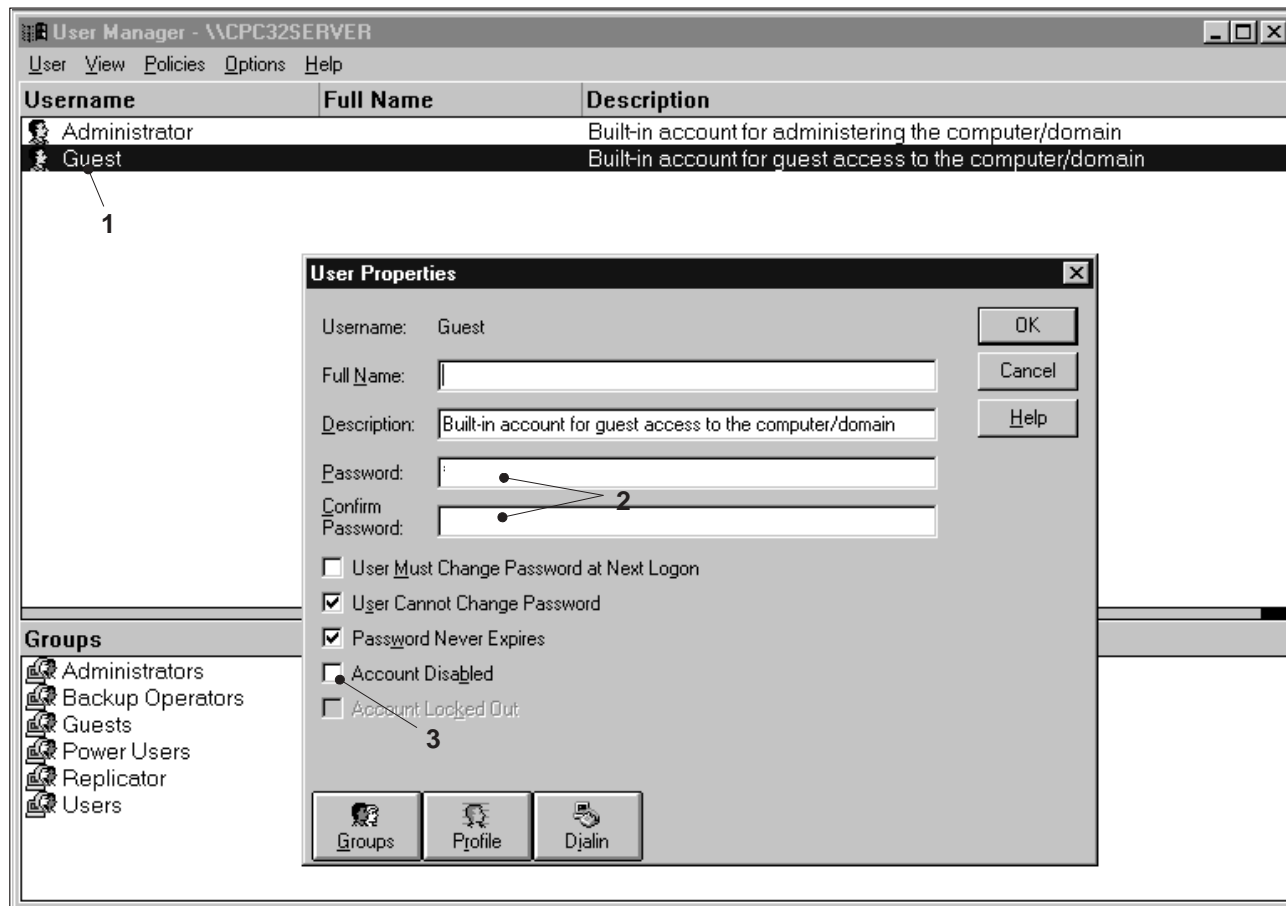 User Manager - \\CPC32SERVER
User View Policies Options Help
Username Full Name Description
Administrator Built-in account for administering the computer/domain
Guest Built-in account for guest access to the computer/domain
1
User Properties
Username: Guest
OK
Full Name:
Cancel
Description: Built-in account for guest access to the computer/domain
Help
Password:
2
Confirm
Password:
User Must Change Password at Next Logon
User Cannot Change Password
Password Never Expires
Account Disabled
Account Locked Out
3
Groups Profile Dialin
Groups
Administrators
Backup Operators
Guests
Power Users
Replicator
Users